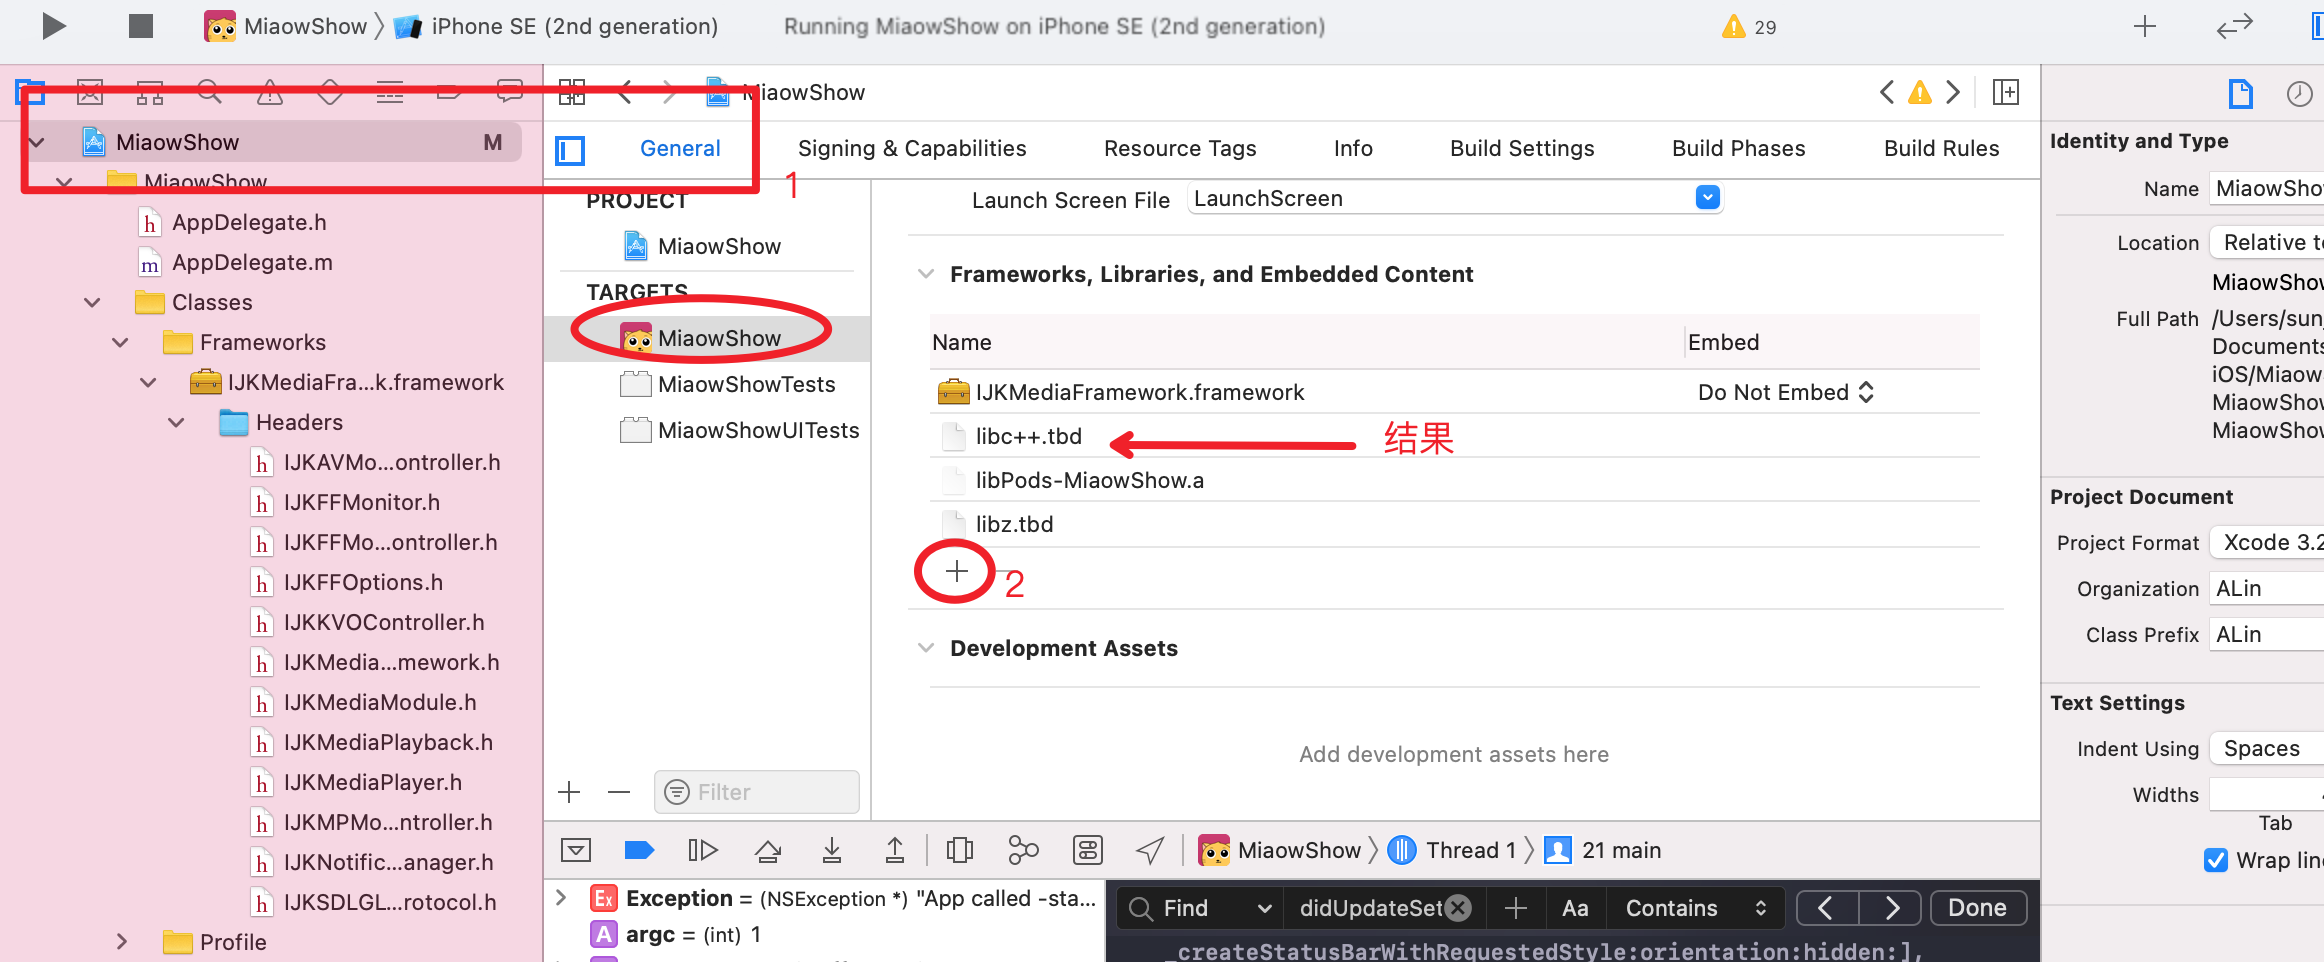 MiaowShow
iPhone SE (2nd generation)
Running MiaowShow on iPhone SE (2nd generation)
29
MiaowShow
M
MiaowShow
AppDelegate.h
AppDelegate.m
Classes
Frameworks
IJKMediaFra...k.framework
Headers
IJKAVMo...ontroller.h
IJKFFMonitor.h
IJKFFMo...ontroller.h
IJKFFOptions.h
IJKKVOController.h
IJKMedia...mework.h
IJKMediaModule.h
IJKMediaPlayback.h
IJKMediaPlayer.h
IJKMPMo...ntroller.h
IJKNotific...anager.h
IJKSDLGL...rotocol.h
Profile
MiaowShow
General
Signing & Capabilities
Resource Tags
Info
Build Settings
Build Phases
Build Rules
1
PROJECT
MiaowShow
TARGETS
MiaowShow
MiaowShowTests
MiaowShowUITests
Filter
Launch Screen File
LaunchScreen
Frameworks, Libraries, and Embedded Content
Name
Embed
IJKMediaFramework.framework
Do Not Embed
libc++.tbd
结果
libPods-MiaowShow.a
libz.tbd
2
Development Assets
Add development assets here
MiaowShow
Thread 1
21 main
Exception = (NSException *) "App called -sta...
argc = (int) 1
Find
didUpdateSet
Aa
Contains
Done
_createStatusBarWithRequestedStyle:orientation:hidden:],
Identity and Type
Name
MiaowSho
Location
Relative to
MiaowShow
Full Path
/Users/sun
Documents
iOS/Miaow
MiaowShow
MiaowShow
Project Document
Project Format
Xcode 3.2
Organization
ALin
Class Prefix
ALin
Text Settings
Indent Using
Spaces
Widths
Tab
Wrap line